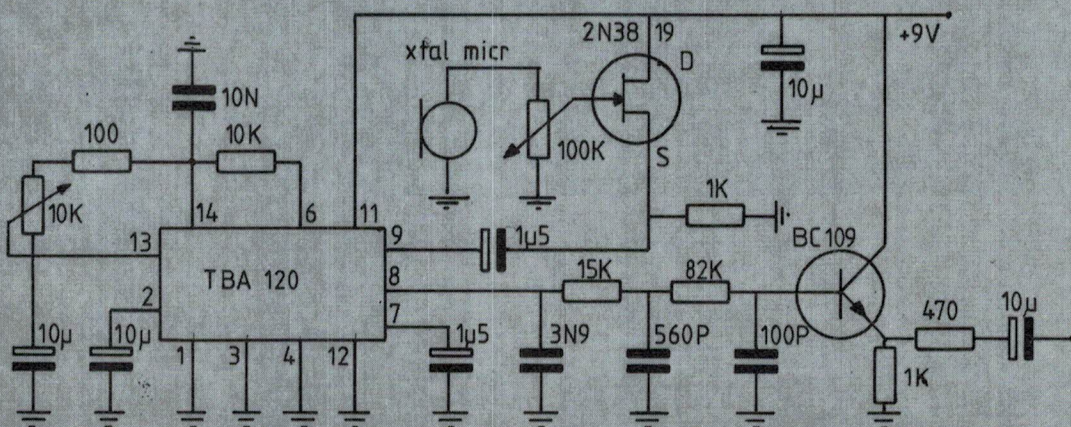 2N38 19
D
+9V
xtal micr
10µ
10N
100
10K
100K
S
10K
1K
14
6
11
13
9
1µ5
BC109
TBA 120
8
15K
82K
2
7
470
10µ
10µ
10µ
1µ5
3N9
560P
100P
1
3
4
12
1K